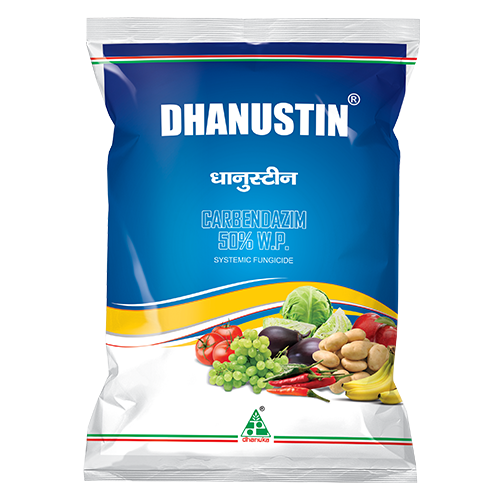 DHANUSTIN®
धानुस्टीन
CARBENDAZIM
50% W.P.
SYSTEMIC FUNGICIDE
®
dhanuka